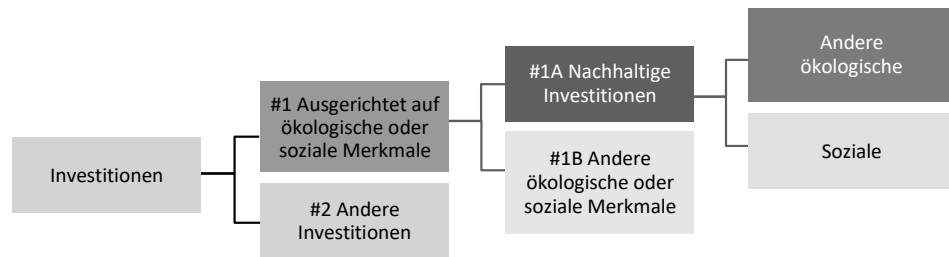 Investitionen
#1 Ausgerichtet auf
ökologische oder
soziale Merkmale
#2 Andere
Investitionen
#1A Nachhaltige
Investitionen
#1B Andere
ökologische oder
soziale Merkmale
Andere
ökologische
Soziale